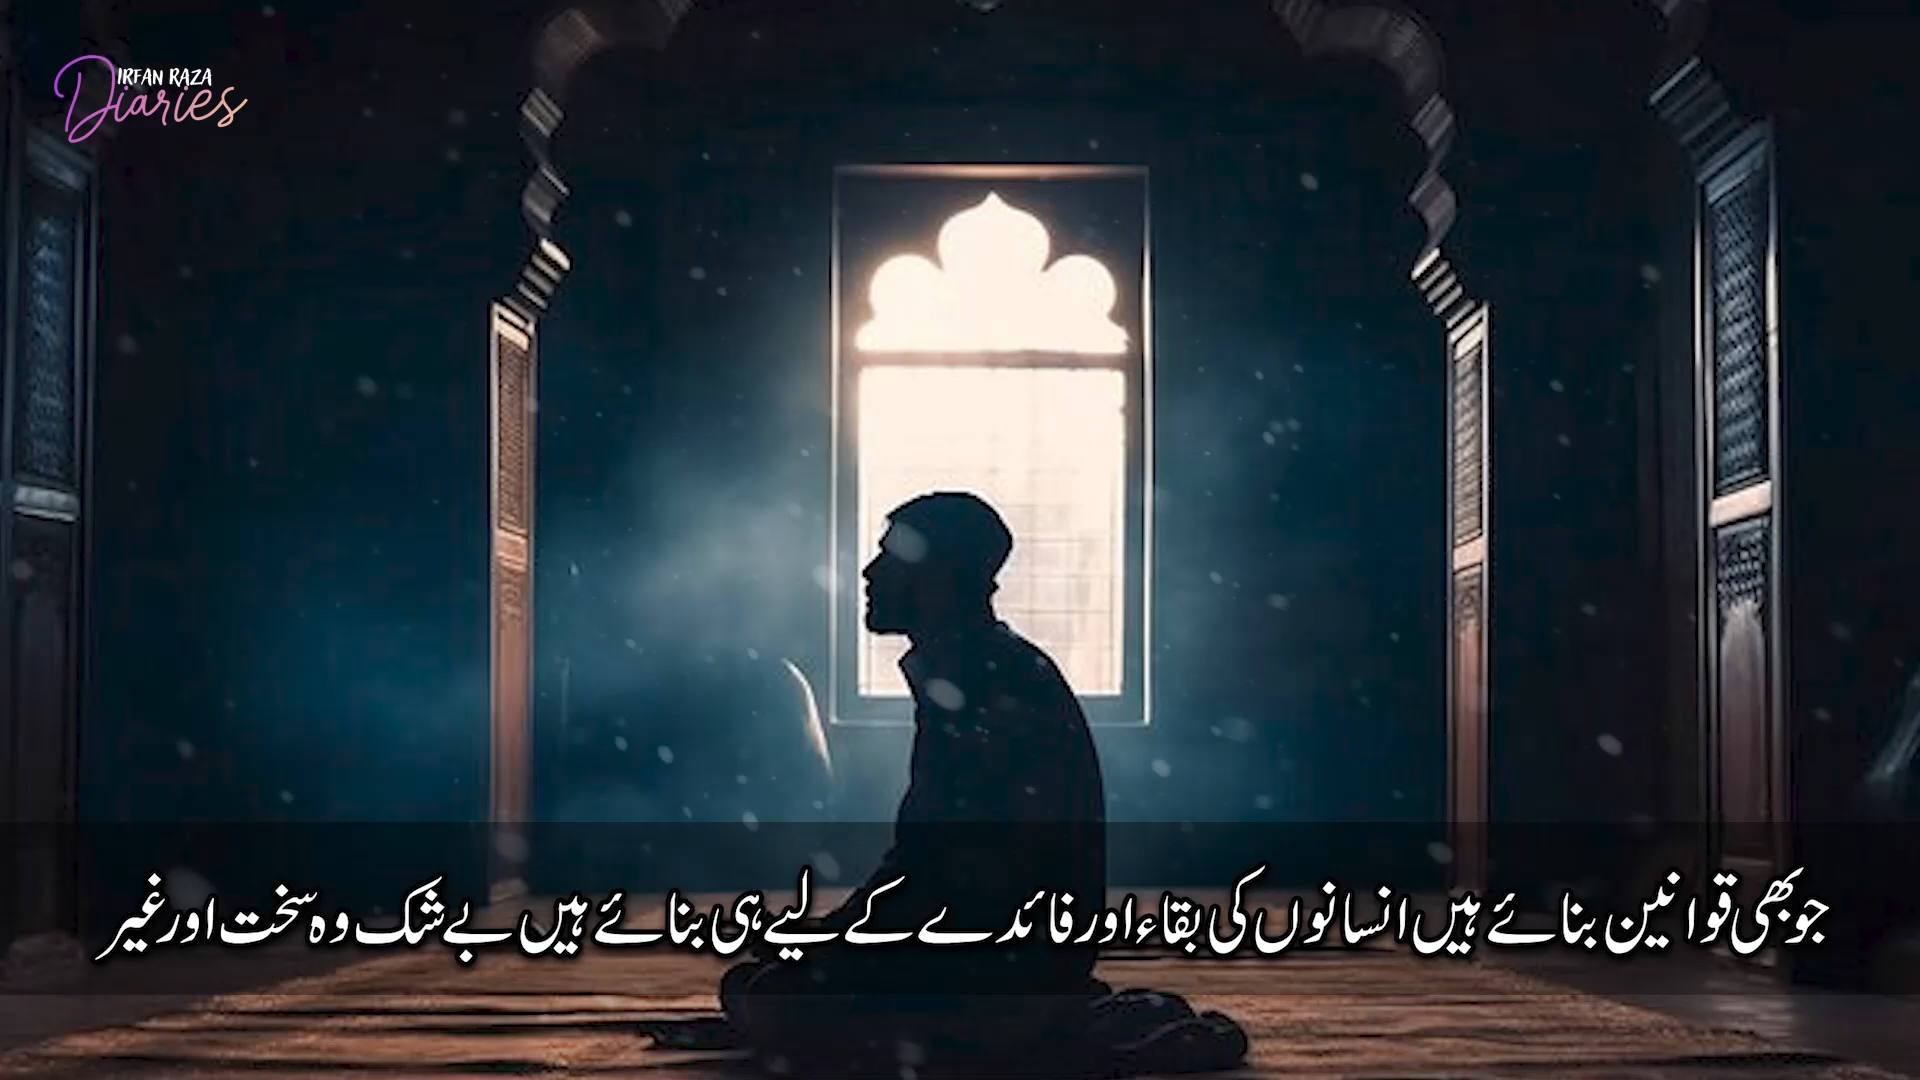 IRFAN RAZA
Diaries
جو بھی قوانین بنائے ہیں انسانوں کی بقاء اور فائدے کے لیے ہی بنائے ہیں بے شک وہ سخت اور غیر